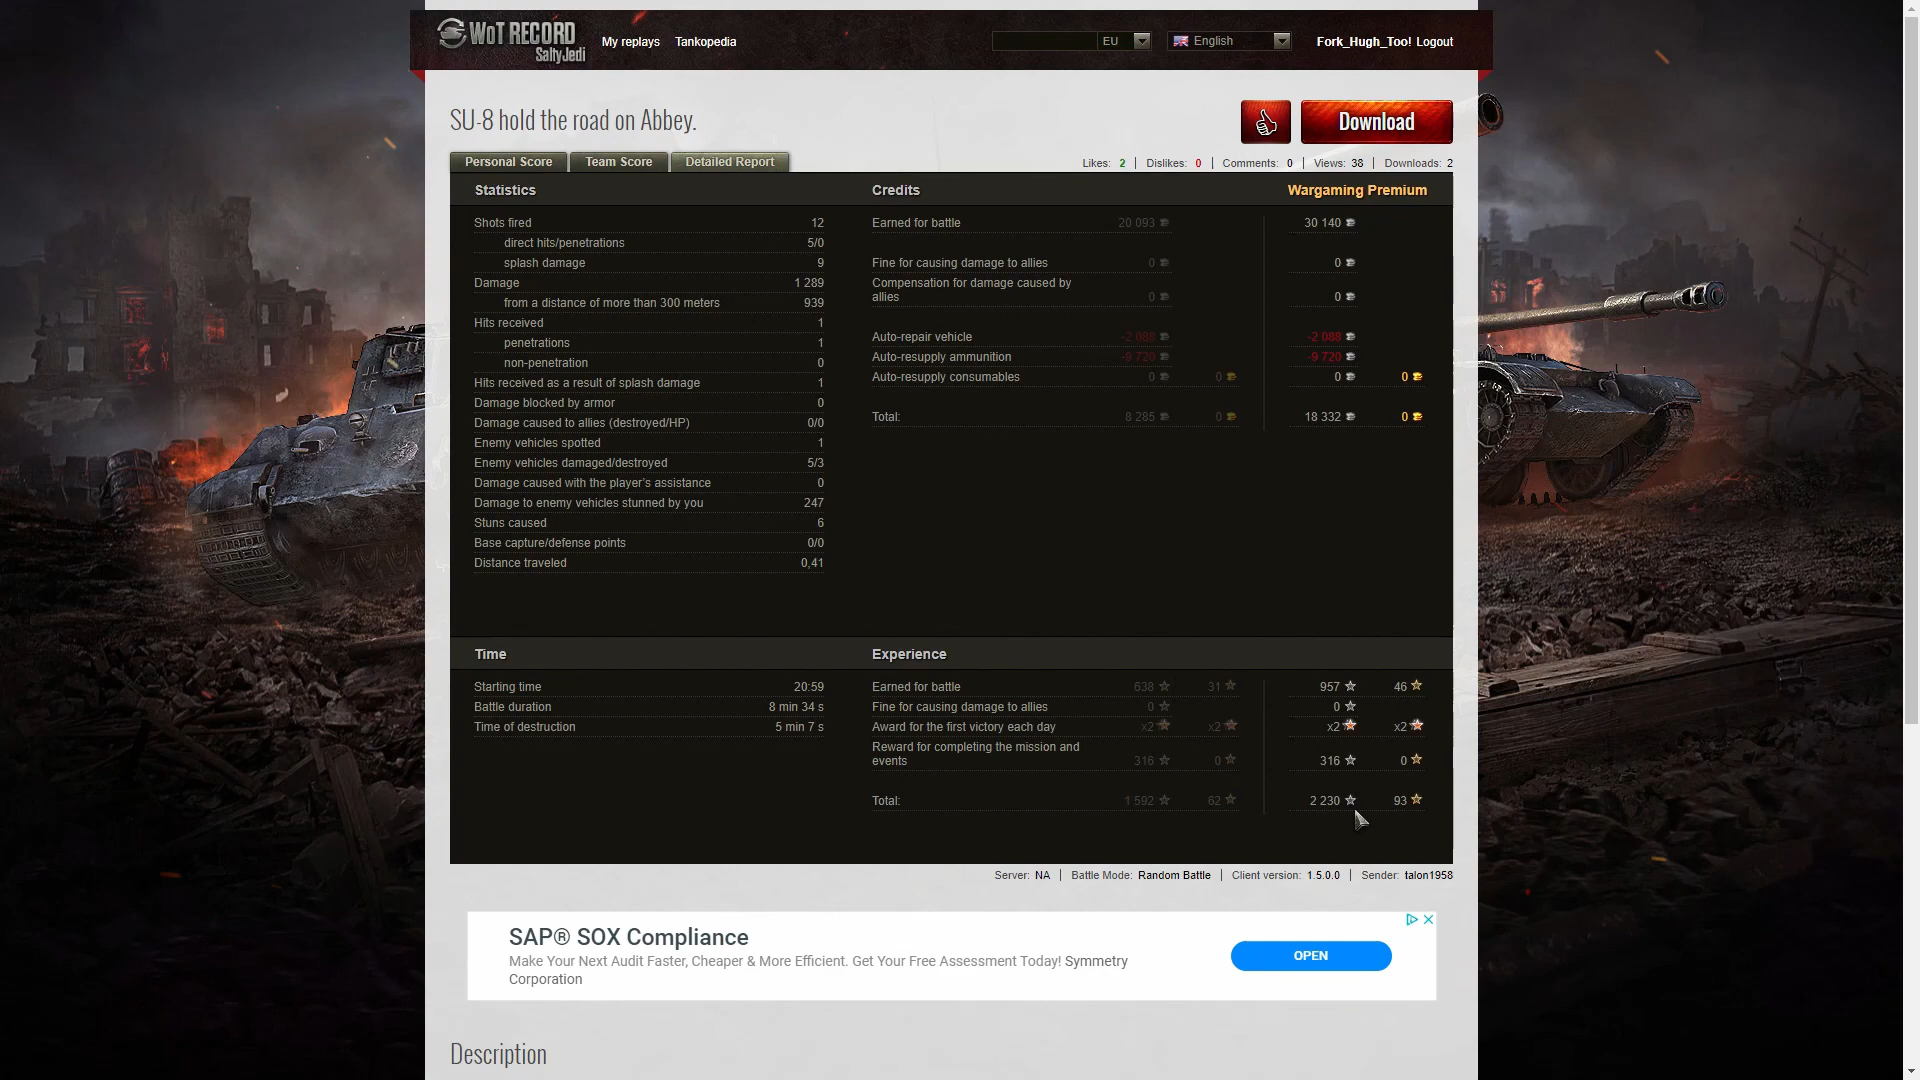 WoT RECORD
SaltyJedi
My replays Tankopedia EU English Fork_Hugh_Too! Logout
SU-8 hold the road on Abbey.
Download
Personal Score Team Score Detailed Report
Likes: 2 | Dislikes: 0 | Comments: 0 | Views: 38 | Downloads: 2
Statistics Credits Wargaming Premium
Shots fired 12
direct hits/penetrations 5/0
splash damage 9
Damage 1 289
from a distance of more than 300 meters 939
Hits received 1
penetrations 1
non-penetration 0
Hits received as a result of splash damage 1
Damage blocked by armor 0
Damage caused to allies (destroyed/HP) 0/0
Enemy vehicles spotted 1
Enemy vehicles damaged/destroyed 5/3
Damage caused with the player's assistance 0
Damage to enemy vehicles stunned by you 247
Stuns caused 6
Base capture/defense points 0/0
Distance traveled 0,41
Earned for battle 20 093 30 140
Fine for causing damage to allies 0 0
Compensation for damage caused by
allies 0 0
Auto-repair vehicle -2 088 -2 088
Auto-resupply ammunition -9 720 -9 720
Auto-resupply consumables 0 0 0 0
Total: 8 285 0 18 332 0
Time Experience
Starting time 20:59
Battle duration 8 min 34 s
Time of destruction 5 min 7 s
Earned for battle 638 31 957 46
Fine for causing damage to allies 0 0
Award for the first victory each day x2 x2 x2 x2
Reward for completing the mission and
events 316 0 316 0
Total: 1 592 62 2 230 93
Server: NA | Battle Mode: Random Battle | Client version: 1.5.0.0 | Sender: talon1958
SAP® SOX Compliance
Make Your Next Audit Faster, Cheaper & More Efficient. Get Your Free Assessment Today! Symmetry
Corporation
OPEN
Description